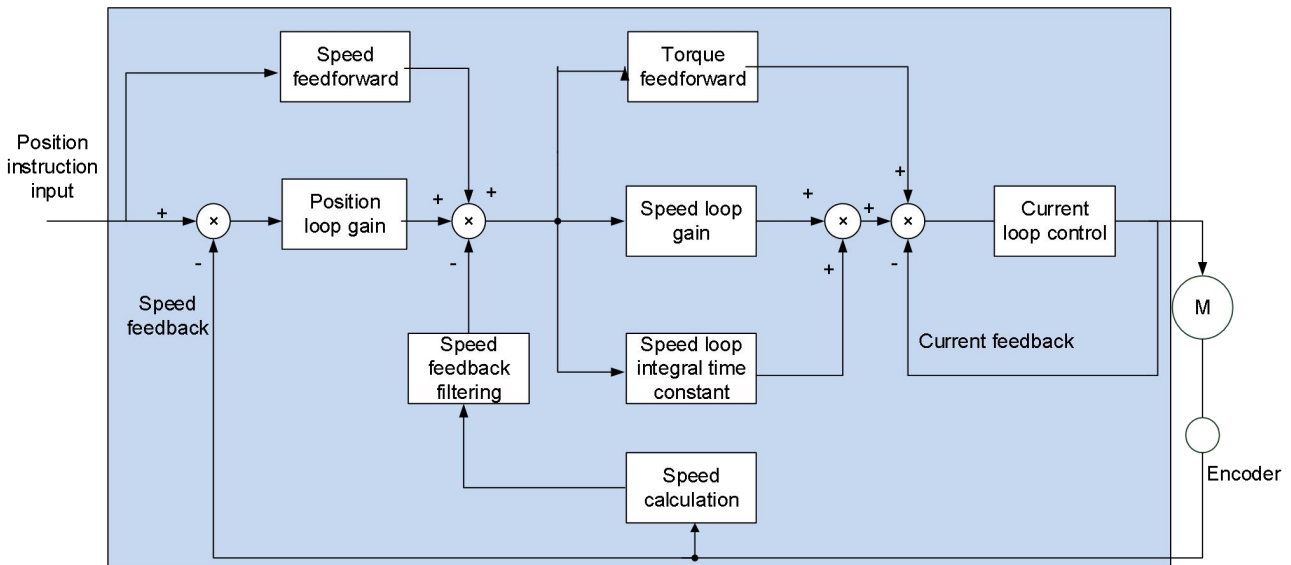 Speed
feedforward
Torque
feedforward
Position
instruction
input
+
×
-
Position
loop gain
+
×
+
-
Speed loop
gain
+
×
+
+
+
×
-
Current
loop control
M
Speed
feedback
Speed
feedback
filtering
Speed loop
integral time
constant
Current feedback
Speed
calculation
Encoder